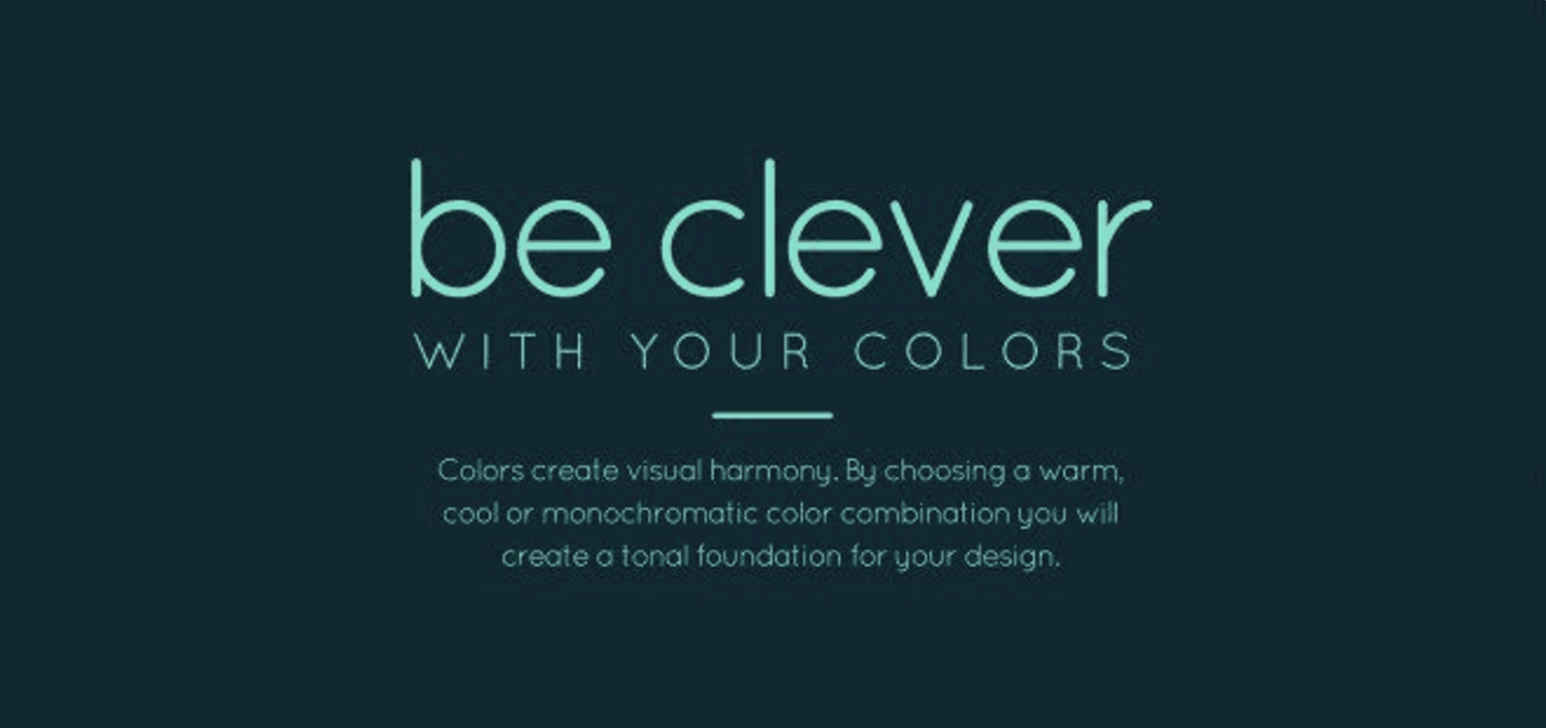 be clever
WITH YOUR COLORS
Colors create visual harmony. By choosing a warm,
cool or monochromatic color combination you will
create a tonal foundation for your design.